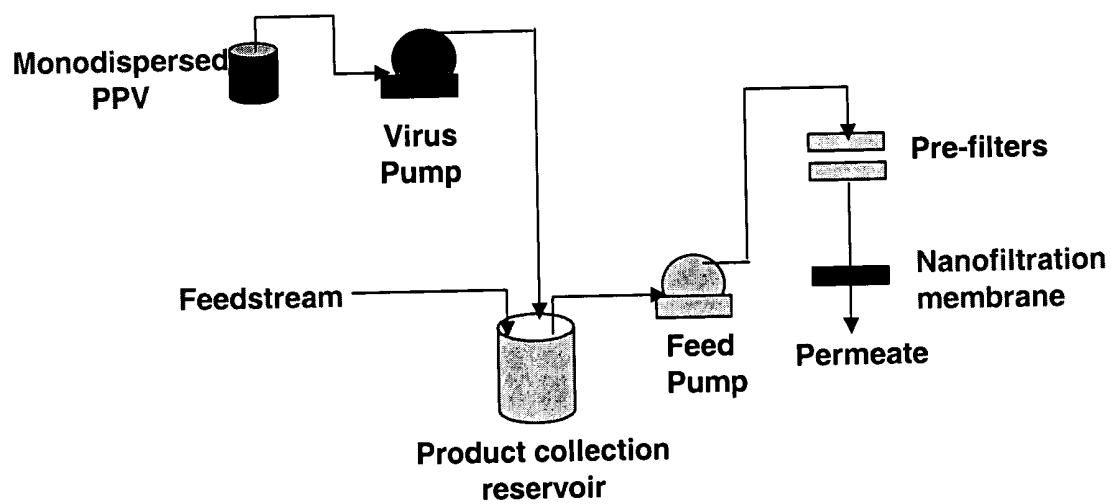 Monodispersed
PPV
Virus
Pump
Pre-filters
Nanofiltration
membrane
Feedstream
Feed
Pump
Permeate
Product collection
reservoir